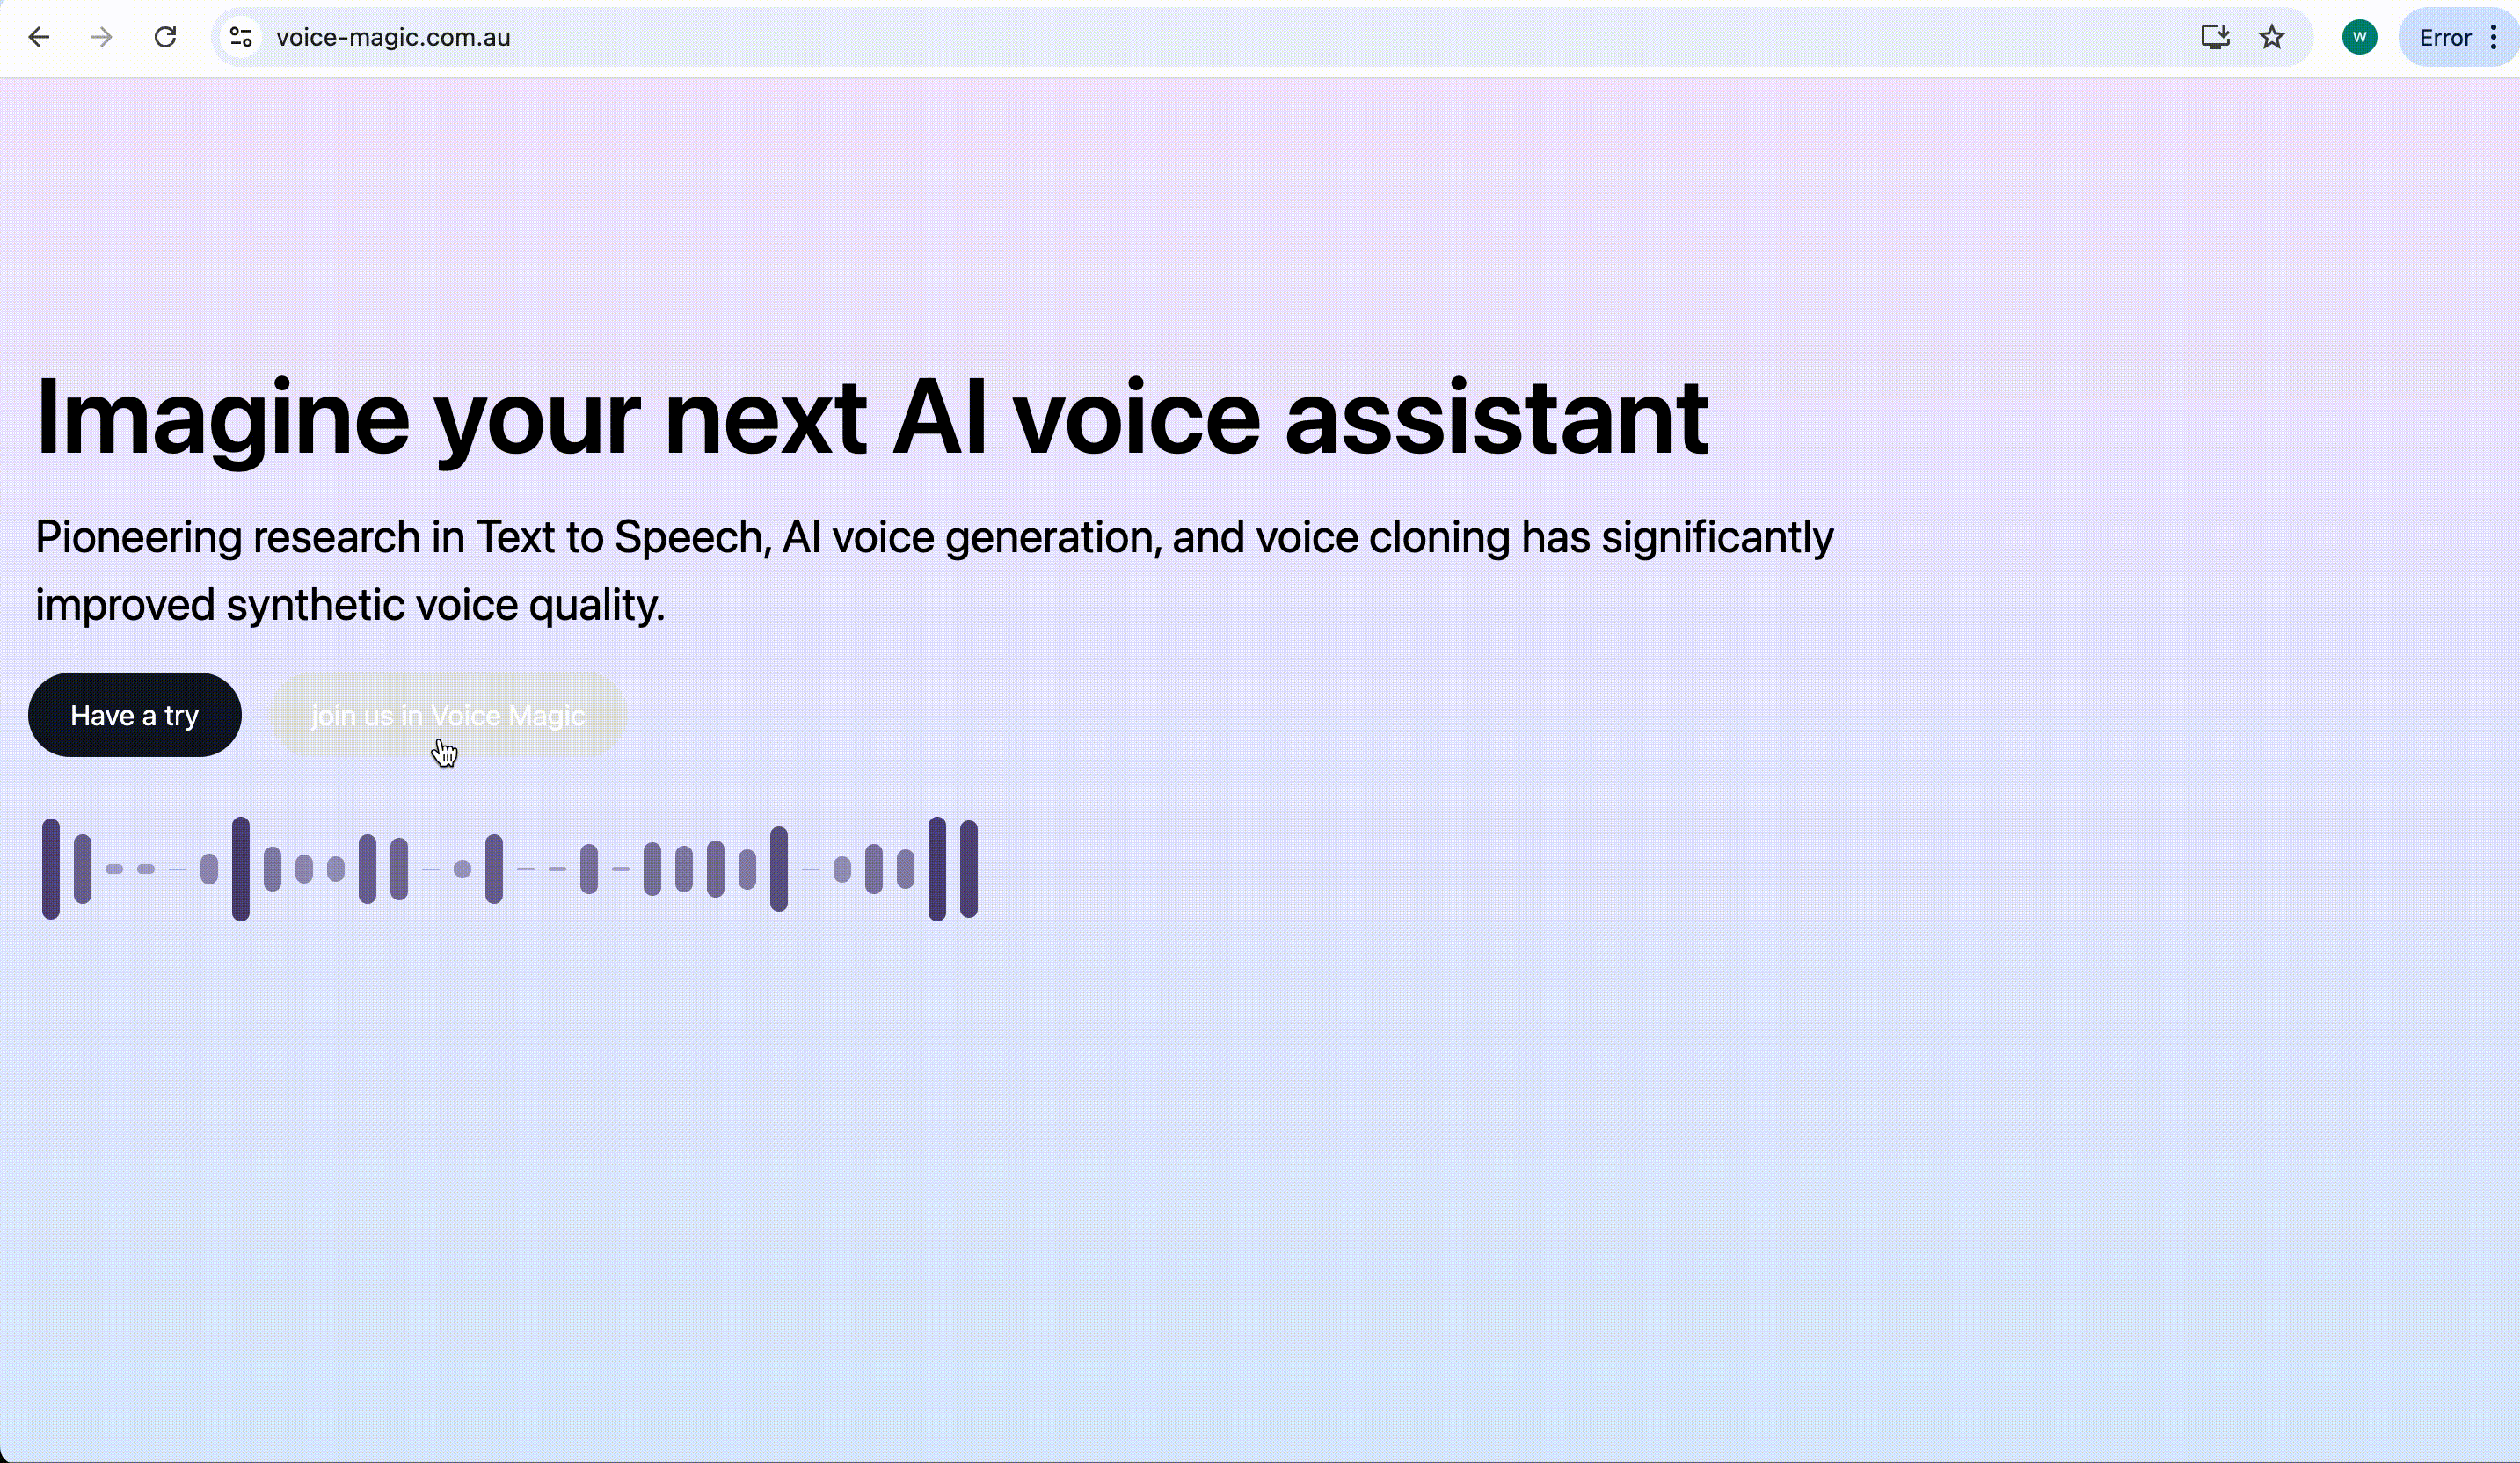 voice-magic.com.au
W
Error
Imagine your next AI voice assistant
Pioneering research in Text to Speech, AI voice generation, and voice cloning has significantly
improved synthetic voice quality.
Have a try
join us in Voice Magic